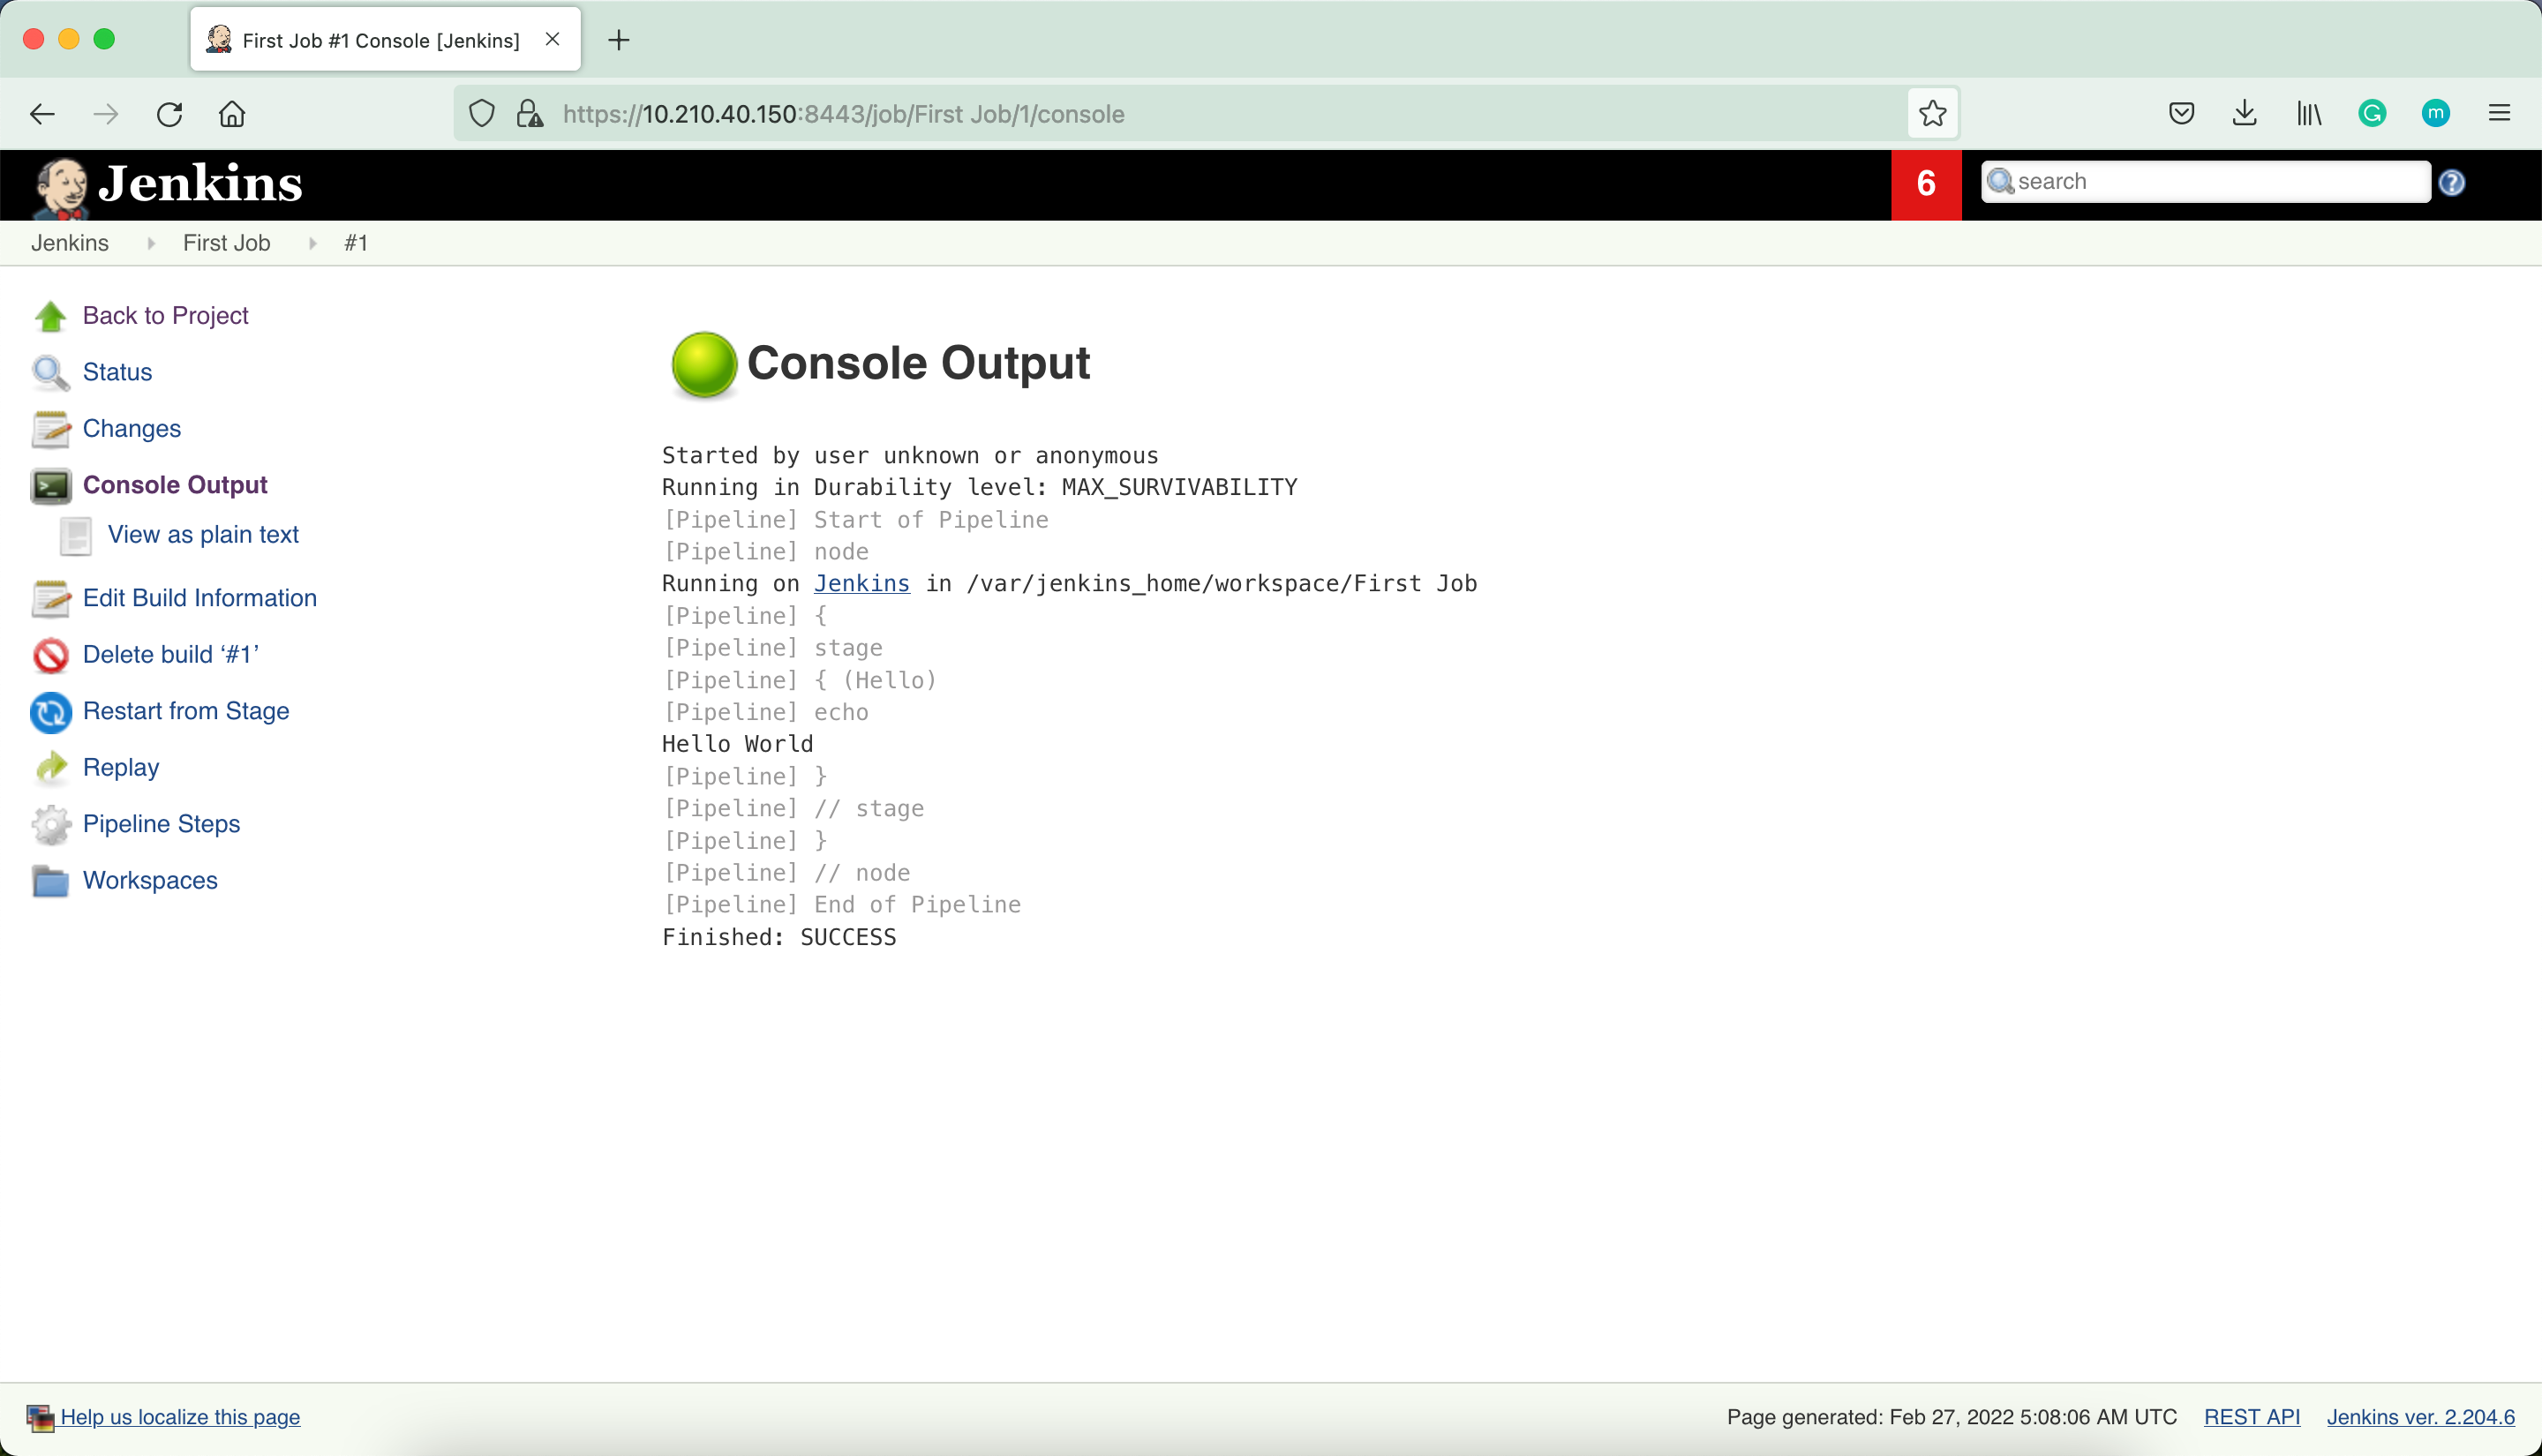 First Job #1 Console [Jenkins]
https://10.210.40.150:8443/job/First Job/1/console
m
Jenkins
6
search
?
Jenkins
First Job
#1
Back to Project
Status
Changes
Console Output
View as plain text
Edit Build Information
Delete build ‘#1’
Restart from Stage
Replay
Pipeline Steps
Workspaces
Console Output
Started by user unknown or anonymous
Running in Durability level: MAX_SURVIVABILITY
[Pipeline] Start of Pipeline
[Pipeline] node
Running on Jenkins in /var/jenkins_home/workspace/First Job
[Pipeline] {
[Pipeline] stage
[Pipeline] { (Hello)
[Pipeline] echo
Hello World
[Pipeline] }
[Pipeline] // stage
[Pipeline] }
[Pipeline] // node
[Pipeline] End of Pipeline
Finished: SUCCESS
Help us localize this page
Page generated: Feb 27, 2022 5:08:06 AM UTC
REST API
Jenkins ver. 2.204.6